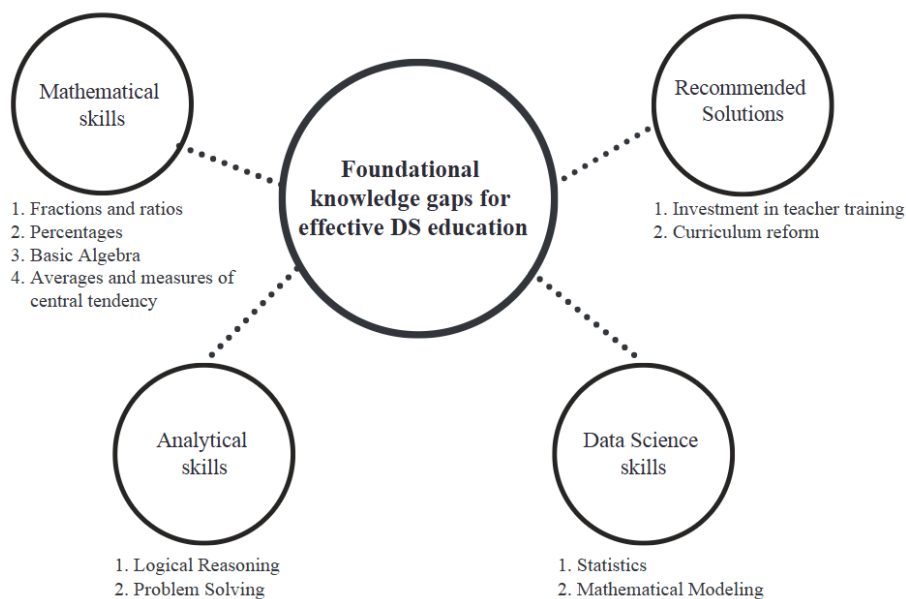 Mathematical
skills
1. Fractions and ratios
2. Percentages
3. Basic Algebra
4. Averages and measures of
central tendency
Foundational
knowledge gaps for
effective DS education
Recommended
Solutions
1. Investment in teacher training
2. Curriculum reform
Analytical
skills
1. Logical Reasoning
2. Problem Solving
Data Science
skills
1. Statistics
2. Mathematical Modeling